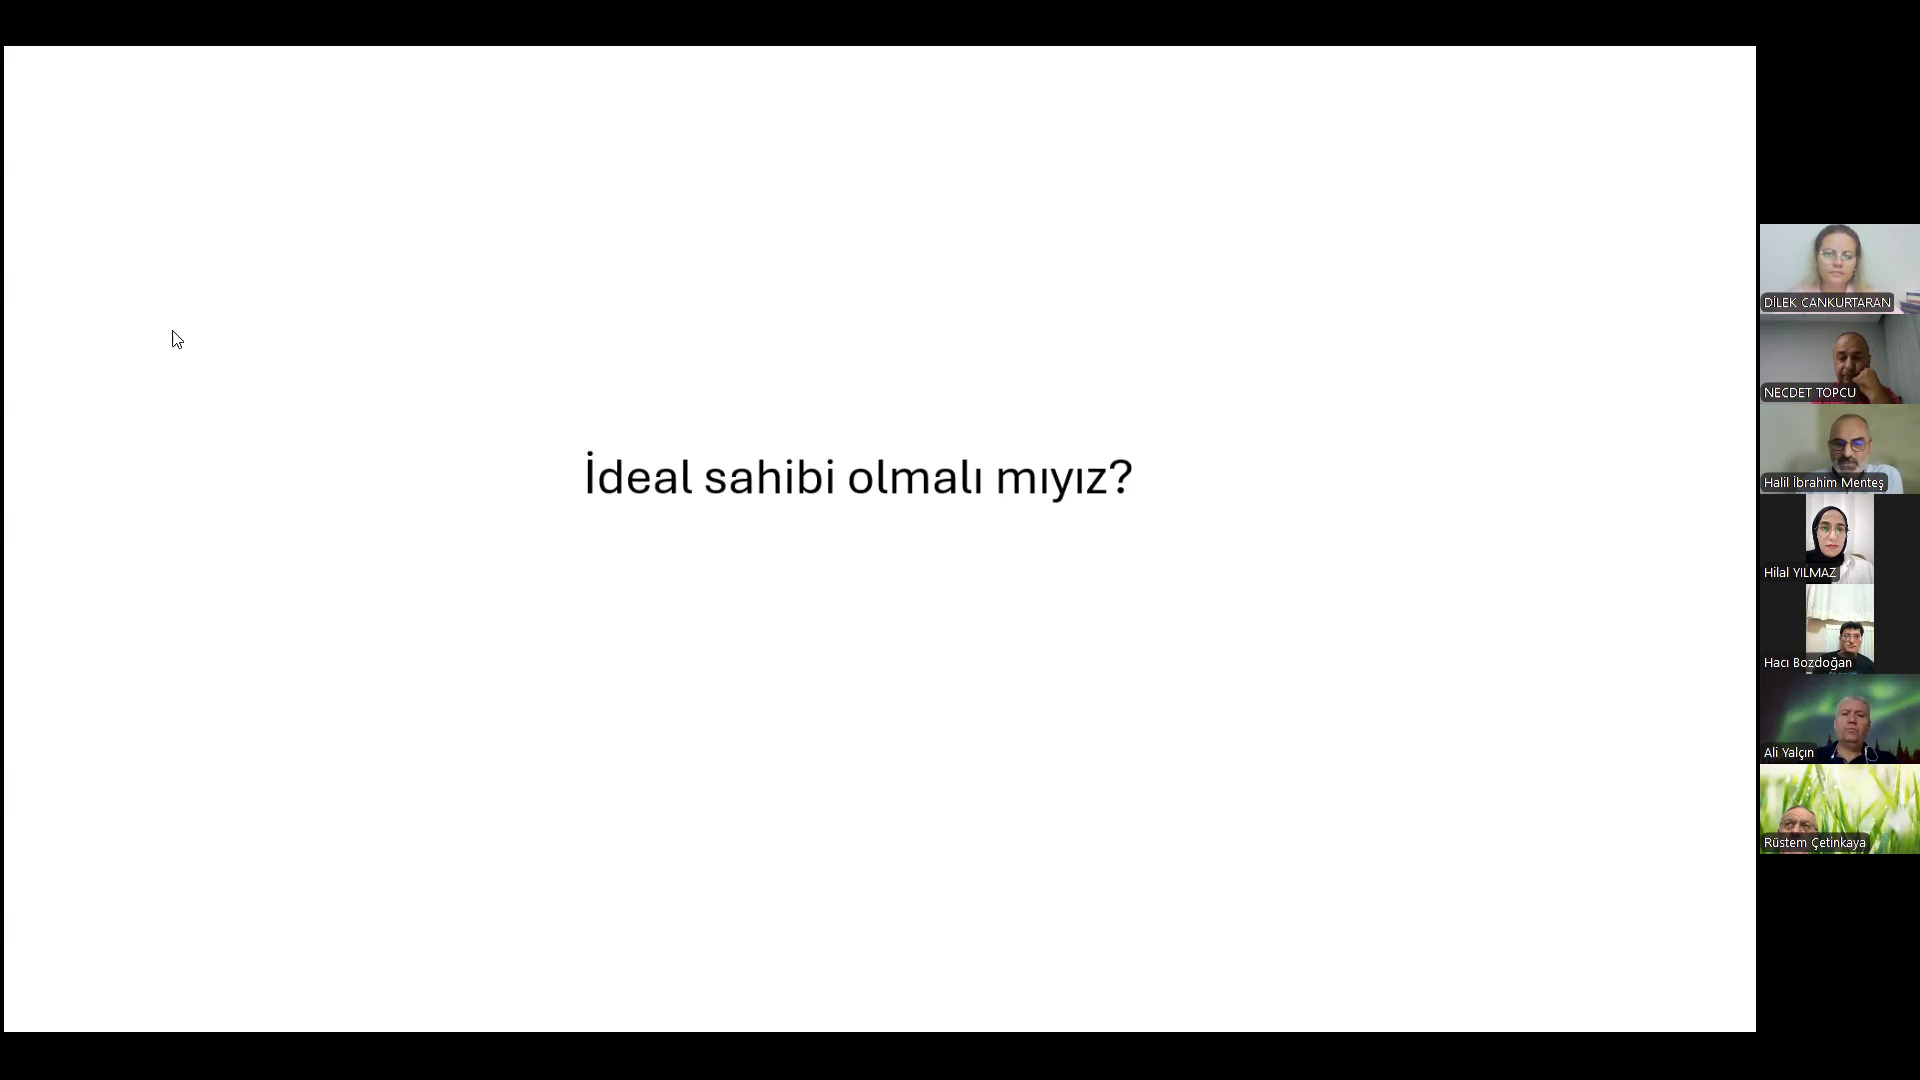 İdeal sahibi olmalı mıyız?
DİLEK CANKURTARAN
NECDET TOPCU
Halil İbrahim Menteş
Hilal YILMAZ
Hacı Bozdoğan
Ali Yalçın
Rüstem Çetinkaya